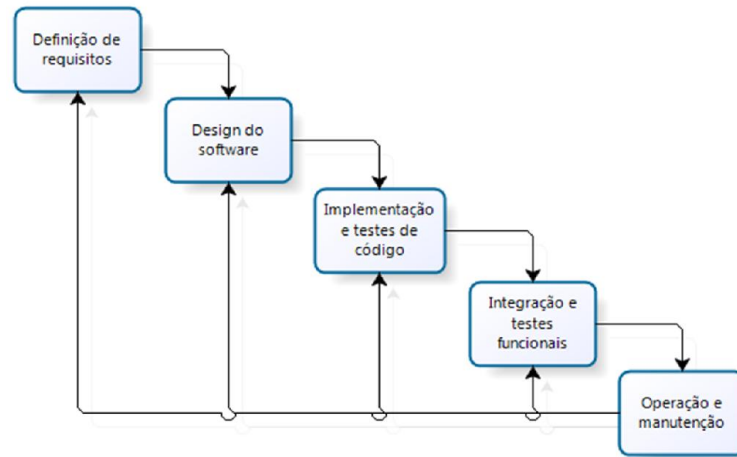 Definição de
requisitos
Design do
software
Implementação
e testes de
código
Integração e
testes
funcionais
Operação e
manutenção